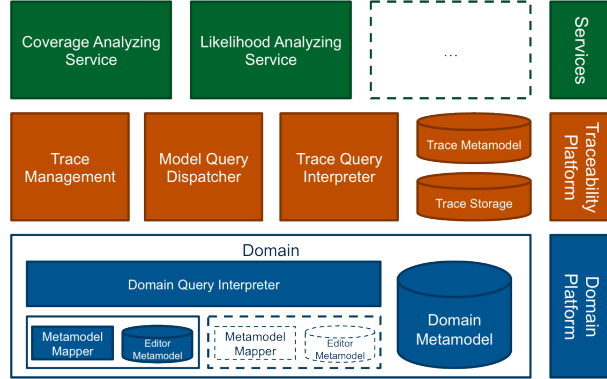 Coverage Analyzing
Service
Likelihood Analyzing
Service
...
Services
Trace
Management
Model Query
Dispatcher
Trace Query
Interpreter
Trace Metamodel
Trace Storage
Traceability
Platform
Domain
Domain Query Interpreter
Metamodel
Mapper
Editor
Metamodel
Metamodel
Mapper
Editor
Metamodel
Domain
Metamodel
Domain
Platform